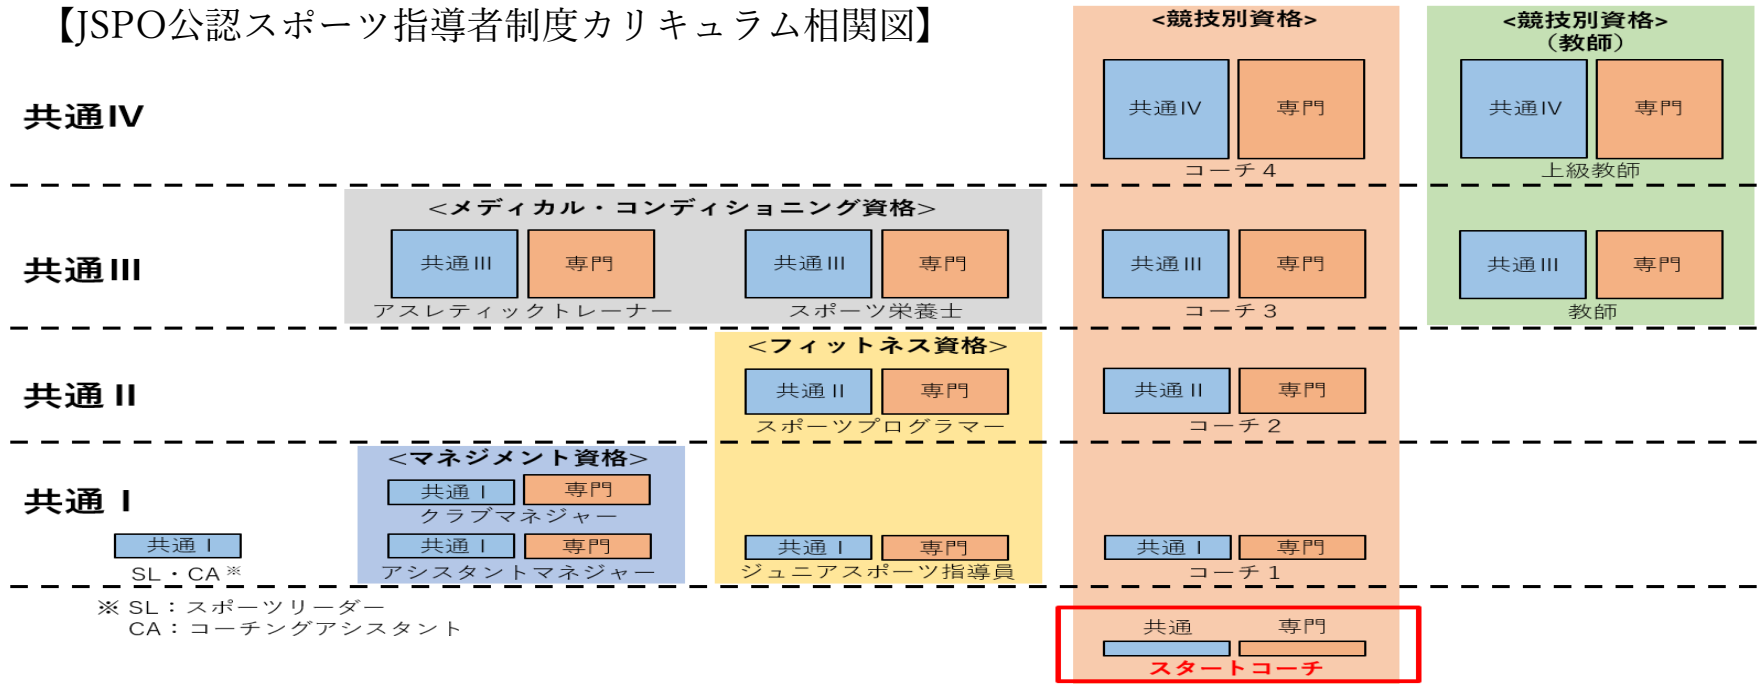 【JSPO公認スポーツ指導者制度カリキュラム相関図】
<競技別資格>
<競技別資格>
（教師）
共通Ⅳ
共通Ⅳ 専門
コーチ４
共通Ⅳ 専門
上級教師
共通Ⅲ
<メディカル・コンディショニング資格>
共通Ⅲ 専門
アスレティックトレーナー
共通Ⅲ 専門
スポーツ栄養士
共通Ⅲ 専門
コーチ３
共通Ⅲ 専門
教師
共通Ⅱ
<フィットネス資格>
共通Ⅱ 専門
スポーツプログラマー
共通Ⅱ 専門
コーチ２
共通Ⅰ
共通Ⅰ
SL・CA※
<マネジメント資格>
共通Ⅰ 専門
クラブマネジャー
共通Ⅰ 専門
アシスタントマネジャー
共通Ⅰ 専門
ジュニアスポーツ指導員
共通Ⅰ 専門
コーチ１
※ SL：スポーツリーダー
CA：コーチングアシスタント
共通 専門
スタートコーチ